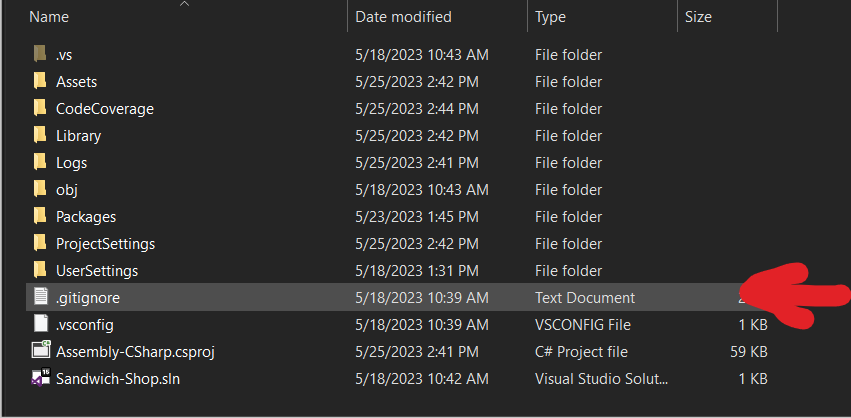 Name Date modified Type Size
.vs 5/18/2023 10:43 AM File folder
Assets 5/25/2023 2:42 PM File folder
CodeCoverage 5/25/2023 2:44 PM File folder
Library 5/25/2023 2:42 PM File folder
Logs 5/25/2023 2:41 PM File folder
obj 5/18/2023 10:43 AM File folder
Packages 5/23/2023 1:45 PM File folder
ProjectSettings 5/25/2023 2:42 PM File folder
UserSettings 5/18/2023 1:31 PM File folder
.gitignore 5/18/2023 10:39 AM Text Document
.vsconfig 5/18/2023 10:39 AM VSCONFIG File 1 KB
Assembly-CSharp.csproj 5/25/2023 2:41 PM C# Project file 59 KB
Sandwich-Shop.sln 5/18/2023 10:42 AM Visual Studio Solut... 1 KB